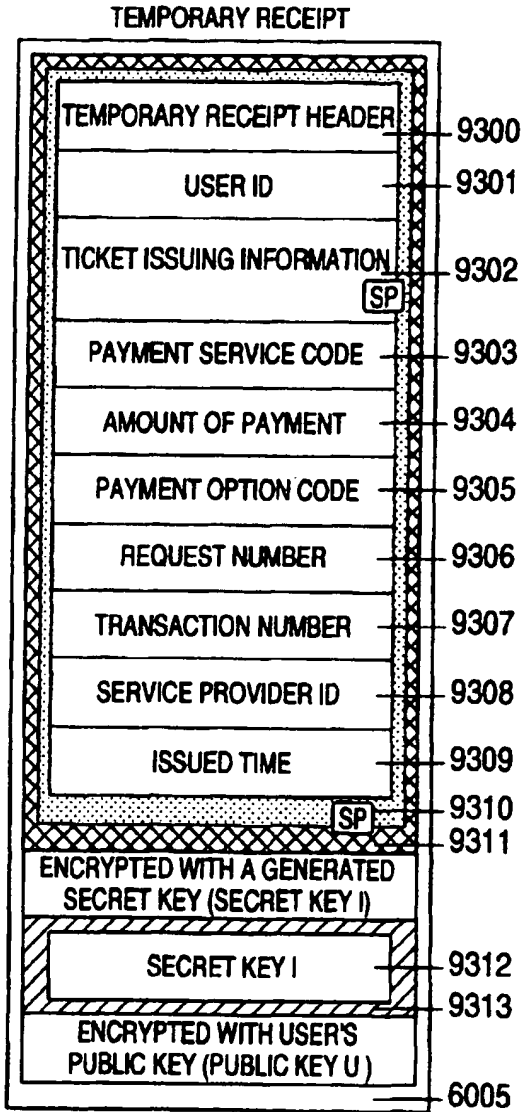 TEMPORARY RECEIPT
TEMPORARY RECEIPT HEADER 9300
USER ID 9301
TICKET ISSUING INFORMATION 9302
SP
PAYMENT SERVICE CODE 9303
AMOUNT OF PAYMENT 9304
PAYMENT OPTION CODE 9305
REQUEST NUMBER 9306
TRANSACTION NUMBER 9307
SERVICE PROVIDER ID 9308
ISSUED TIME 9309
SP 9310
9311
ENCRYPTED WITH A GENERATED
SECRET KEY (SECRET KEY I)
SECRET KEY I 9312
9313
ENCRYPTED WITH USER'S
PUBLIC KEY (PUBLIC KEY U )
6005